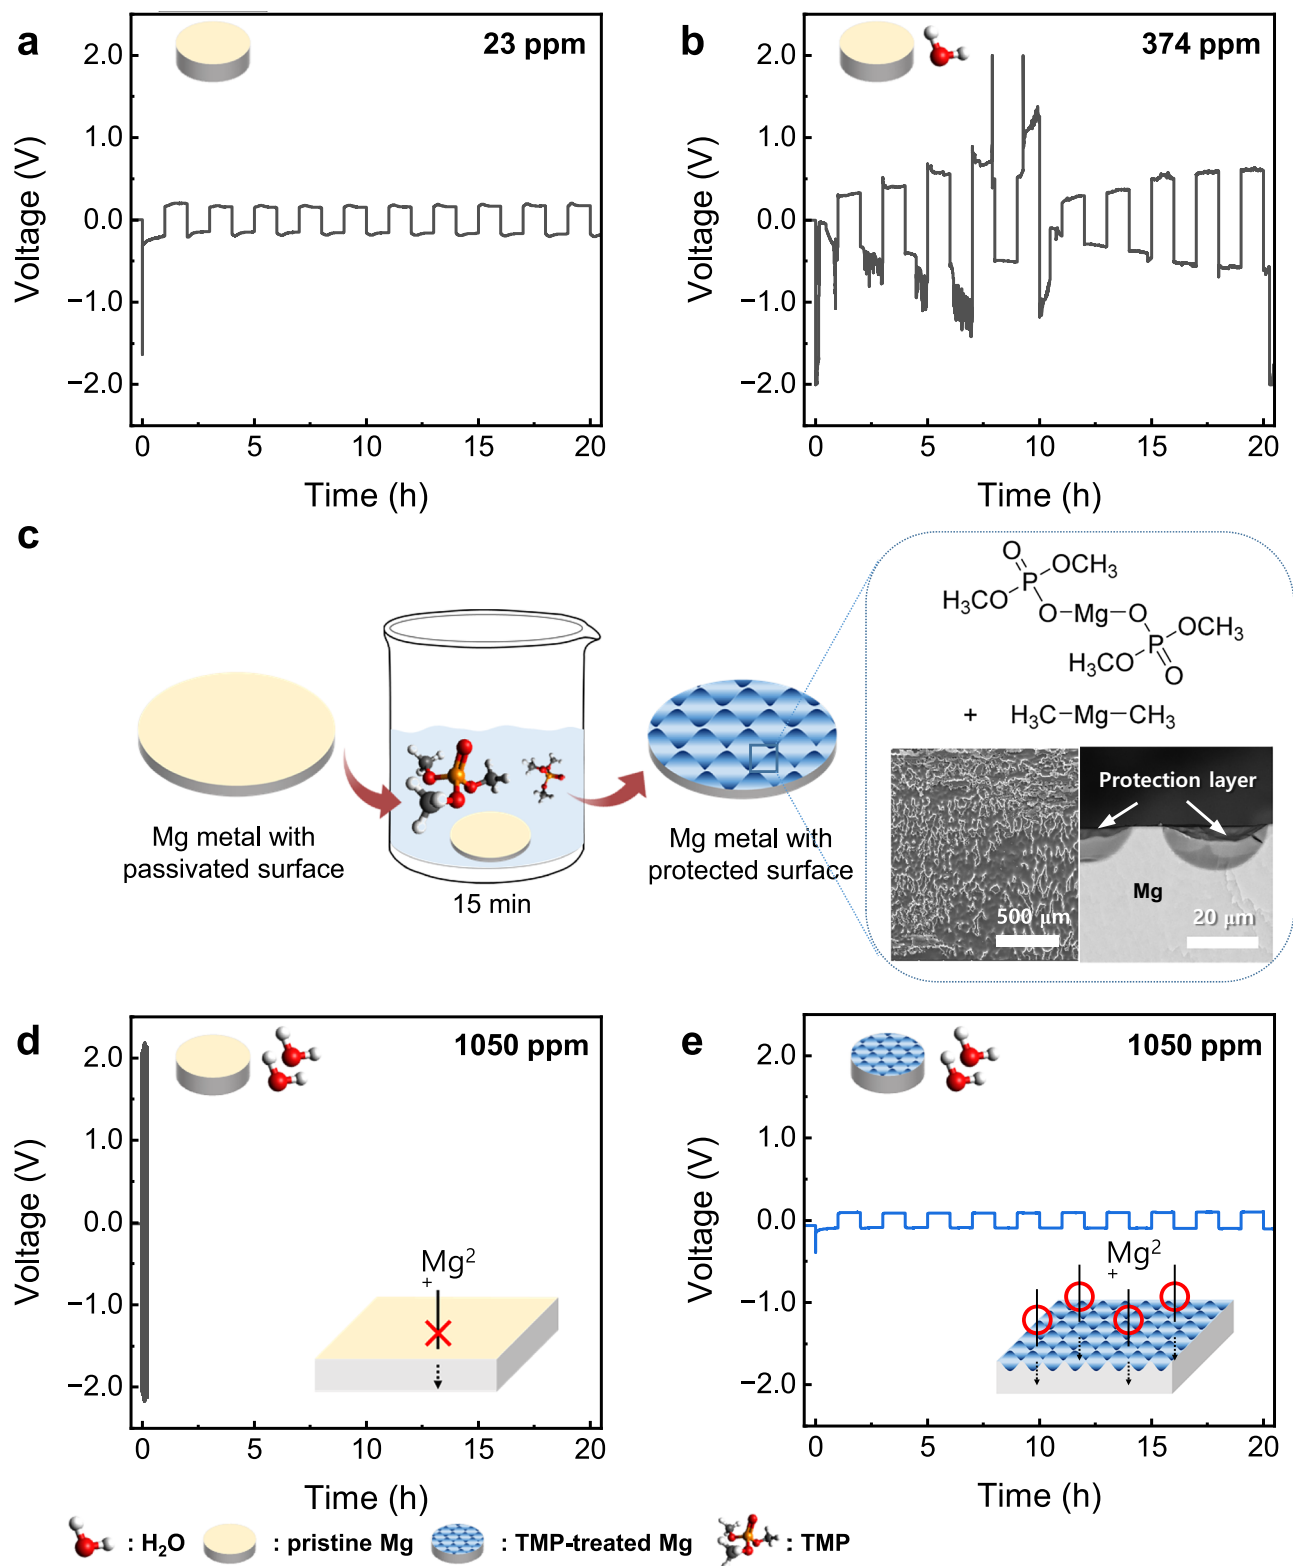 a
23 ppm
2.0
1.0
0.0
−1.0
−2.0
Voltage (V)
0 5 10 15 20
Time (h)
b
374 ppm
2.0
1.0
0.0
−1.0
−2.0
Voltage (V)
0 5 10 15 20
Time (h)
c
Mg metal with
passivated surface
15 min
Mg metal with
protected surface
O
P
OCH3
H3CO
O–Mg–O
P
OCH3
H3CO
O
+ H3C–Mg–CH3
500 μm
Protection layer
Mg
20 μm
d
1050 ppm
2.0
1.0
0.0
−1.0
−2.0
Voltage (V)
Mg2
+
0 5 10 15 20
Time (h)
e
1050 ppm
2.0
1.0
0.0
−1.0
−2.0
Voltage (V)
Mg2
+
0 5 10 15 20
Time (h)
: H2O : pristine Mg : TMP-treated Mg : TMP